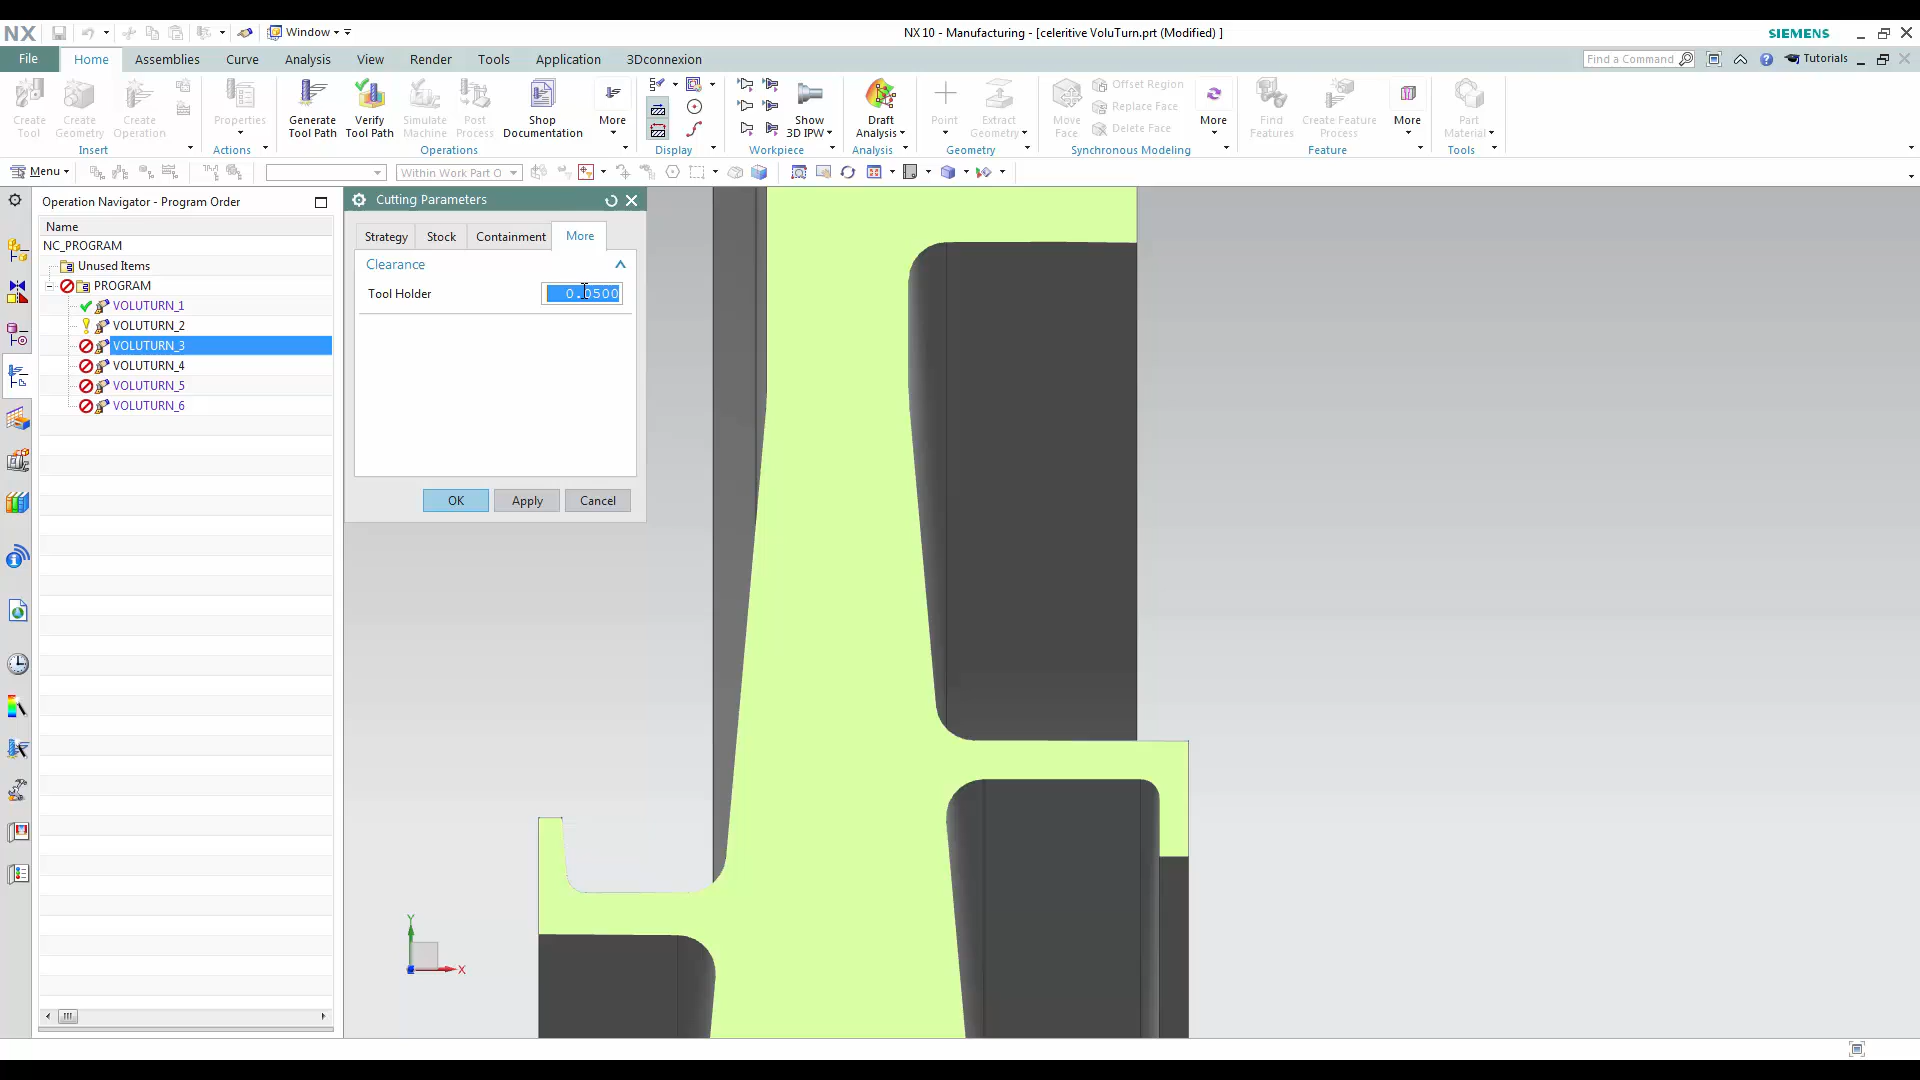 NX
Window
NX 10 - Manufacturing - [celeritive VoluTurn.prt (Modified) ]
SIEMENS
File
Home
Assemblies
Curve
Analysis
View
Render
Tools
Application
3Dconnexion
Find a Command
Tutorials
Create Tool
Create Geometry
Create Operation
Properties
Generate Tool Path
Verify Tool Path
Simulate Machine
Post Process
Shop Documentation
More
Show 3D IPW
Draft Analysis
Point
Extract Geometry
Move Face
Offset Region
Replace Face
Delete Face
More
Find Features
Create Feature Process
More
Part Material
Insert
Actions
Operations
Display
Workpiece
Analysis
Geometry
Synchronous Modeling
Feature
Tools
Menu
Within Work Part O
Operation Navigator - Program Order
Name
NC_PROGRAM
Unused Items
PROGRAM
VOLUTURN_1
VOLUTURN_2
VOLUTURN_3
VOLUTURN_4
VOLUTURN_5
VOLUTURN_6
Cutting Parameters
Strategy
Stock
Containment
More
Clearance
Tool Holder
0.0500
OK
Apply
Cancel
Y
X